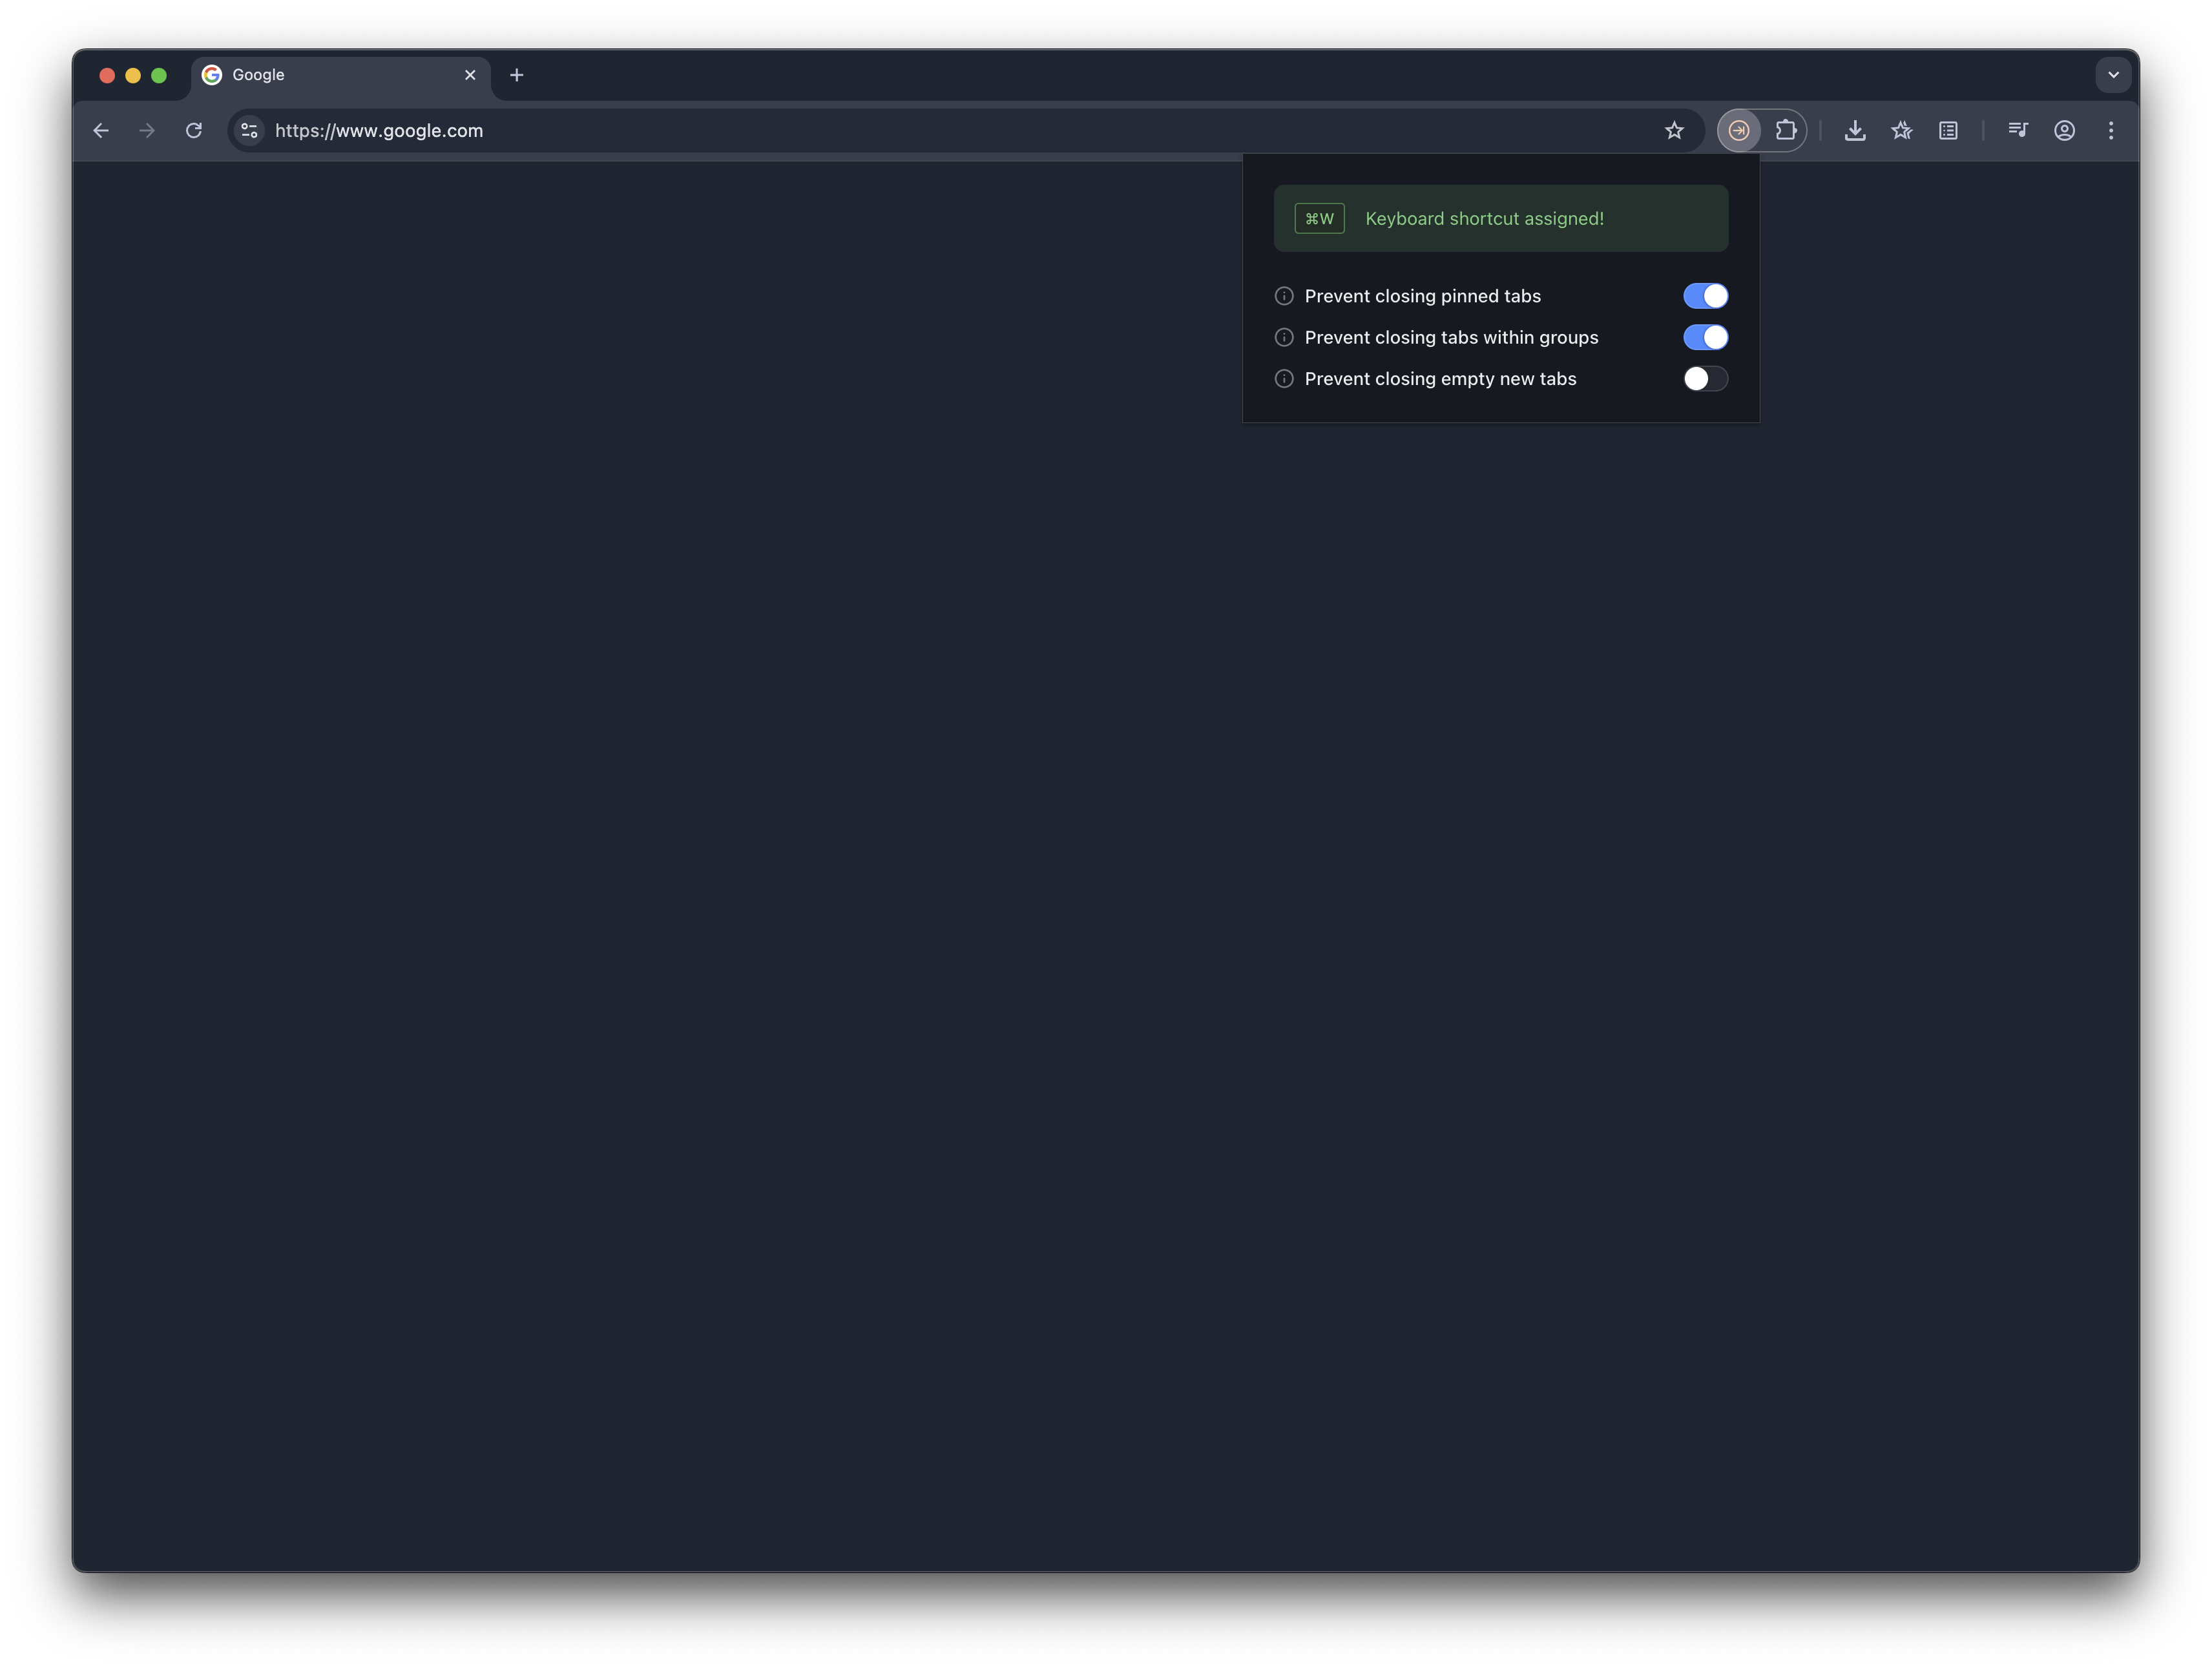 Google
https://www.google.com
⌘W Keyboard shortcut assigned!
Prevent closing pinned tabs
Prevent closing tabs within groups
Prevent closing empty new tabs